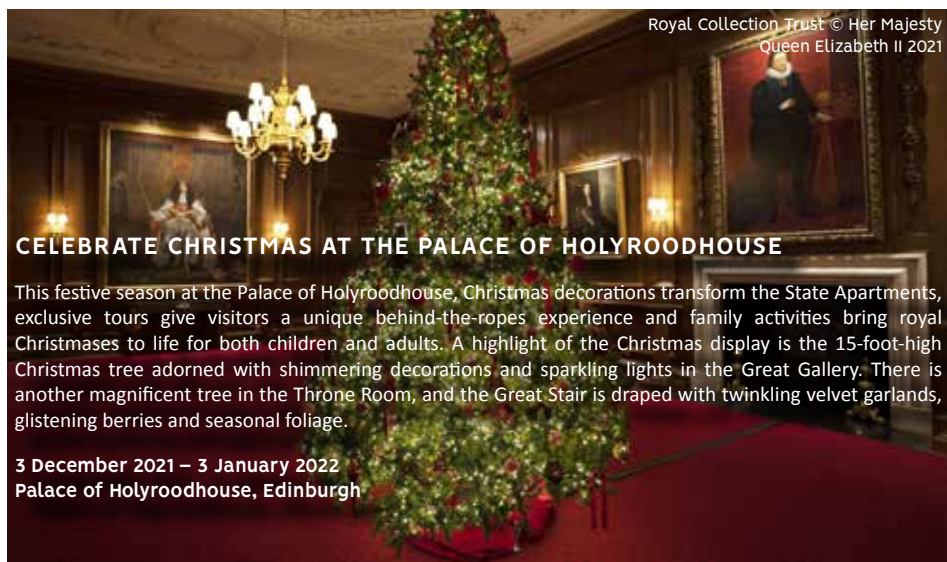 Royal Collection Trust © Her Majesty
Queen Elizabeth II 2021
CELEBRATE CHRISTMAS AT THE PALACE OF HOLYROODHOUSE
This festive season at the Palace of Holyroodhouse, Christmas decorations transform the State Apartments,
exclusive tours give visitors a unique behind-the-ropes experience and family activities bring royal
Christmases to life for both children and adults. A highlight of the Christmas display is the 15-foot-high
Christmas tree adorned with shimmering decorations and sparkling lights in the Great Gallery. There is
another magnificent tree in the Throne Room, and the Great Stair is draped with twinkling velvet garlands,
glistening berries and seasonal foliage.
3 December 2021 – 3 January 2022
Palace of Holyroodhouse, Edinburgh